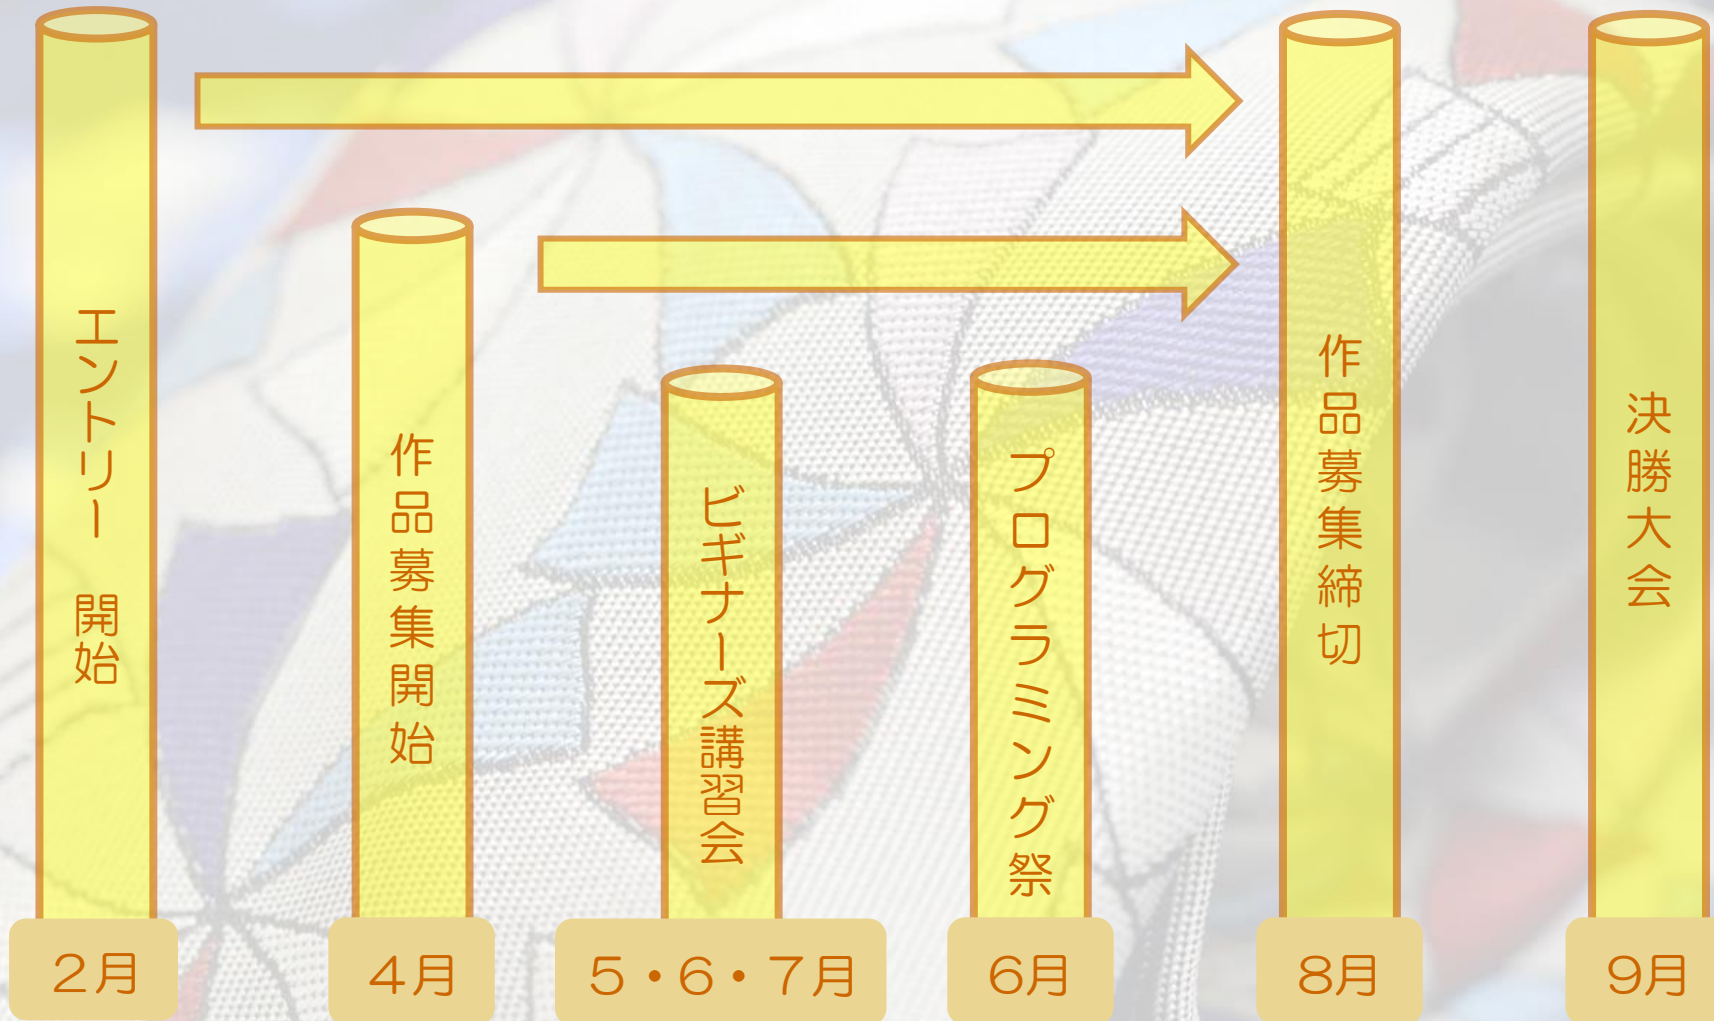 エントリー 開始
作品募集開始
ビギナーズ講習会
プログラミング祭
作品募集締切
決勝大会
２月
４月
５・６・７月
6月
8月
9月